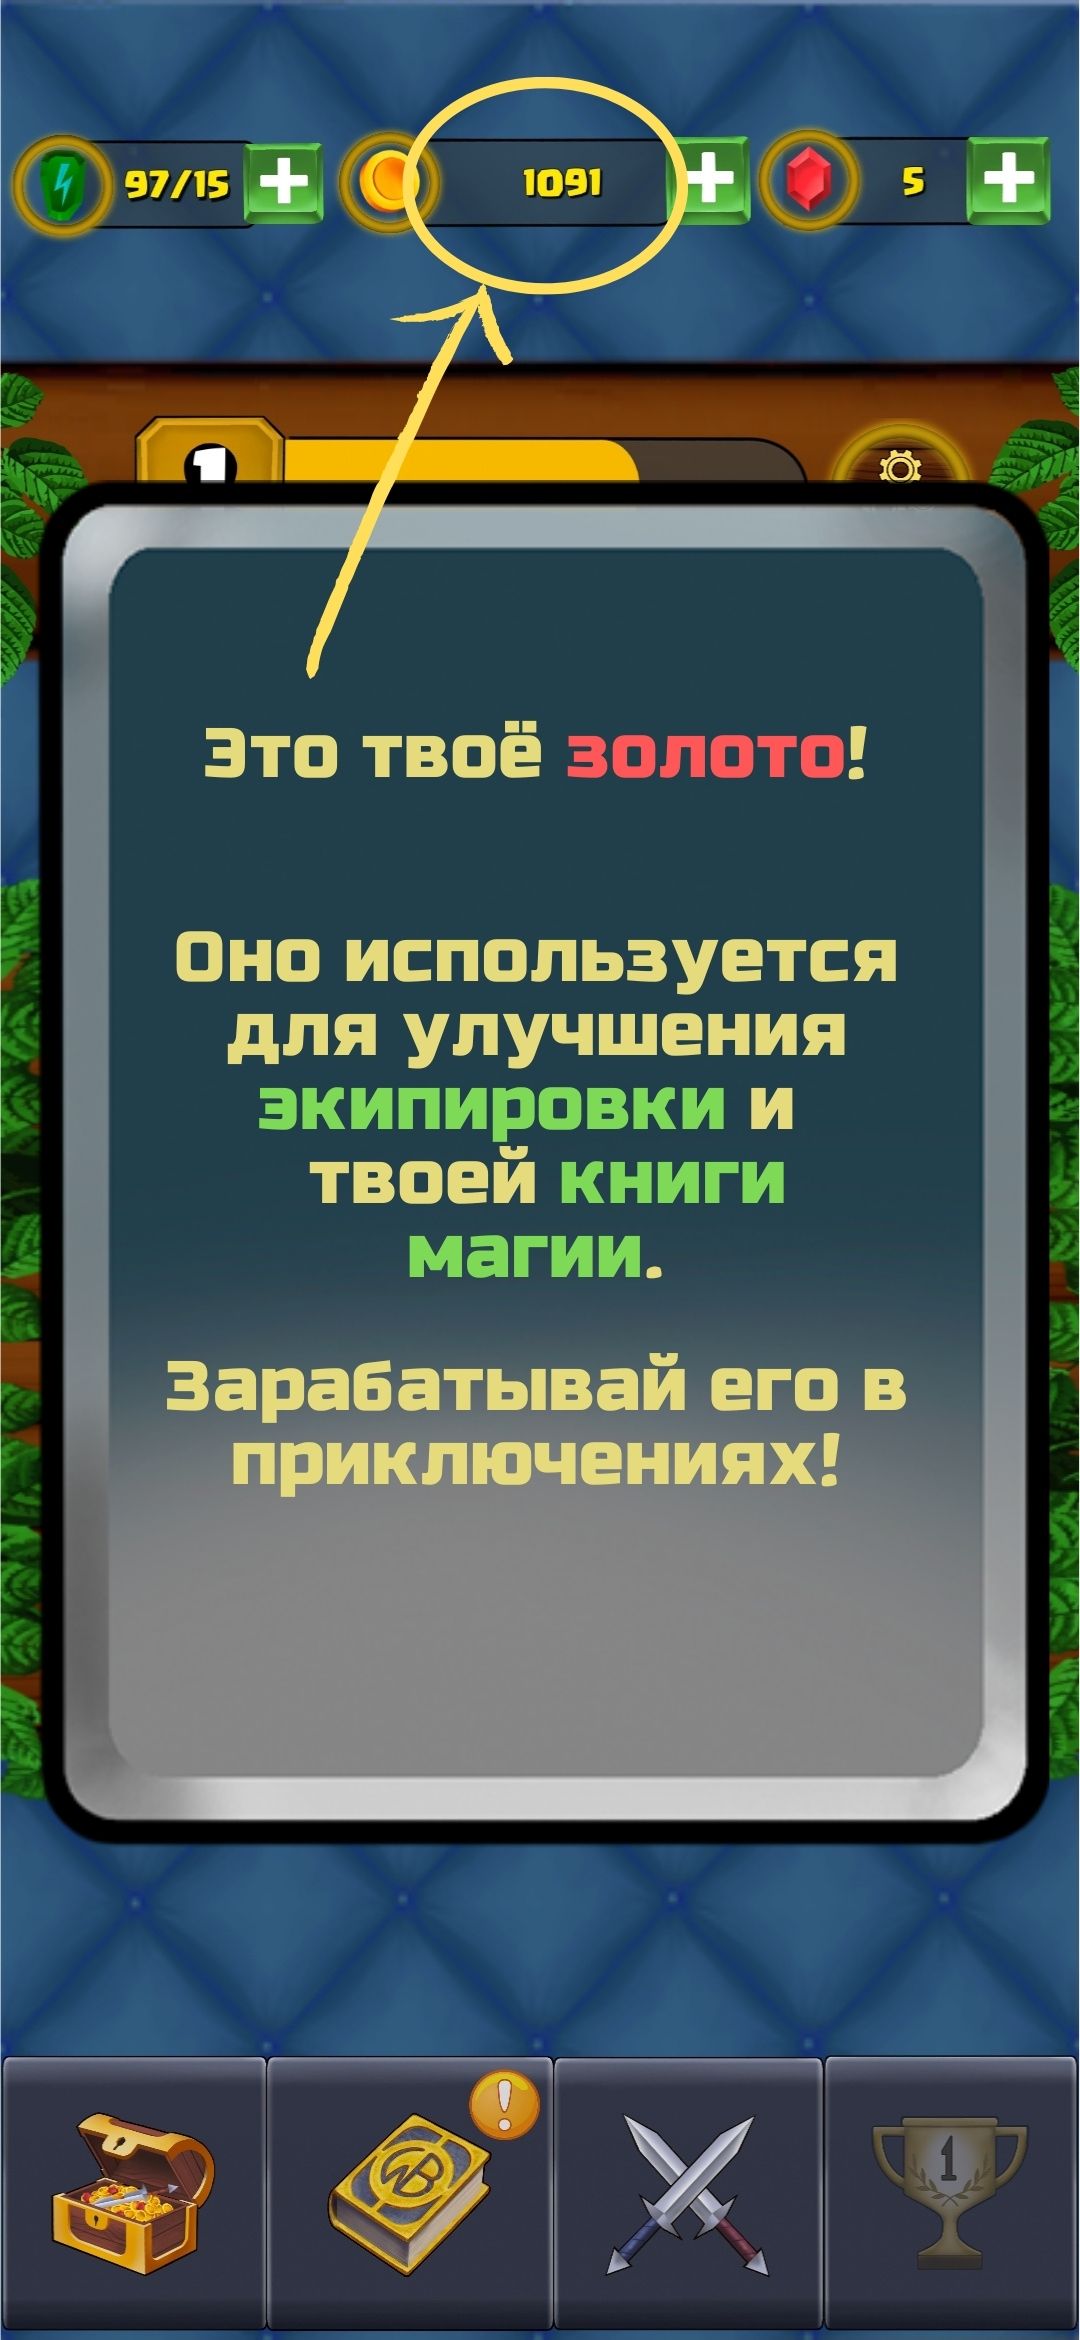 97/15
1091
5
1
Это твоё золото!
Оно используется
для улучшения
экипировки и
твоей книги
магии.
Зарабатывай его в
приключениях!
!
WB
1